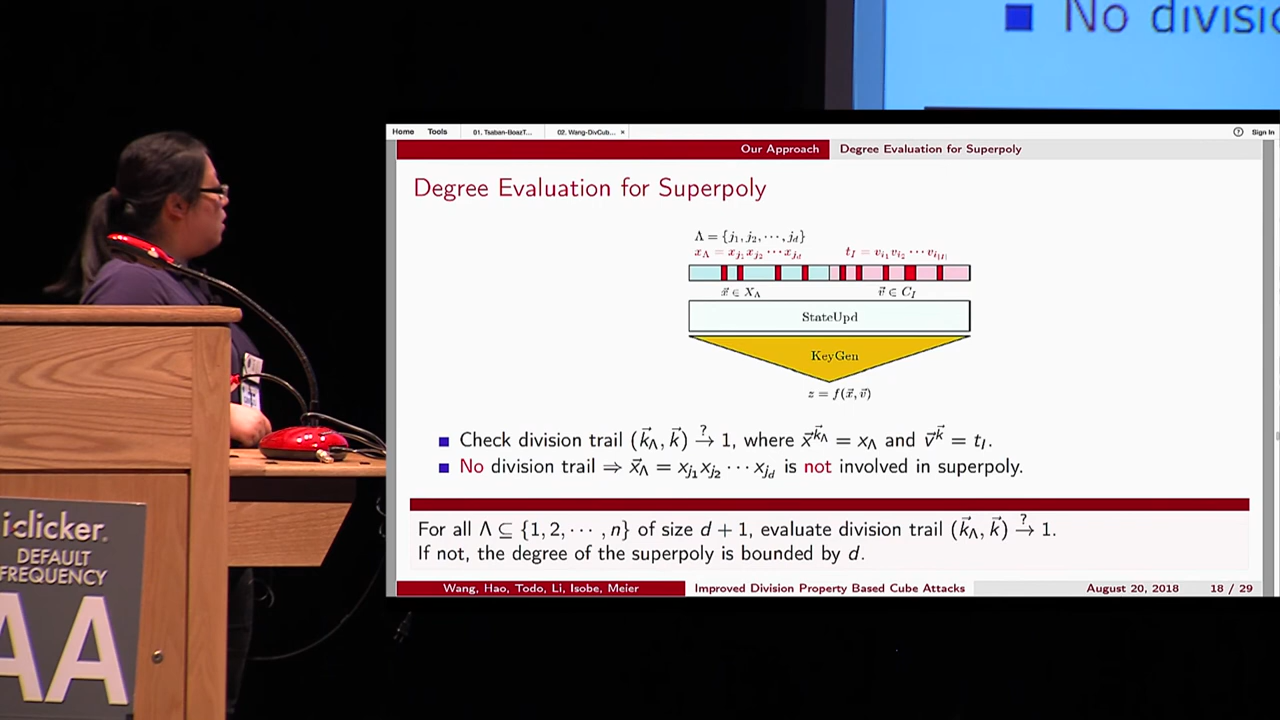 No divisi
Home Tools 01. Tsaban-BoazT... 02. Wang-DivCub... × ? Sign In
Our Approach Degree Evaluation for Superpoly
Degree Evaluation for Superpoly
Λ = {j₁, j₂, ⋯, j_d}
x_Λ = x_{j₁}x_{j₂} ⋯ x_{j_d} t_I = v_{i₁}v_{i₂} ⋯ v_{i_{|I|}}
x⃗ ∈ X_Λ v⃗ ∈ C_I
StateUpd
KeyGen
z = f(x⃗, v⃗)
■ Check division trail (k⃗_Λ, k⃗) →? 1, where x⃗^{k⃗_Λ} = x_Λ and v⃗^{k⃗} = t_I.
■ No division trail ⇒ x⃗_Λ = x_{j₁}x_{j₂} ⋯ x_{j_d} is not involved in superpoly.
For all Λ ⊆ {1, 2, ⋯ , n} of size d + 1, evaluate division trail (k⃗_Λ, k⃗) →? 1.
If not, the degree of the superpoly is bounded by d.
Wang, Hao, Todo, Li, Isobe, Meier Improved Division Property Based Cube Attacks August 20, 2018 18 / 29
i>clicker.
DEFAULT
FREQUENCY
AA